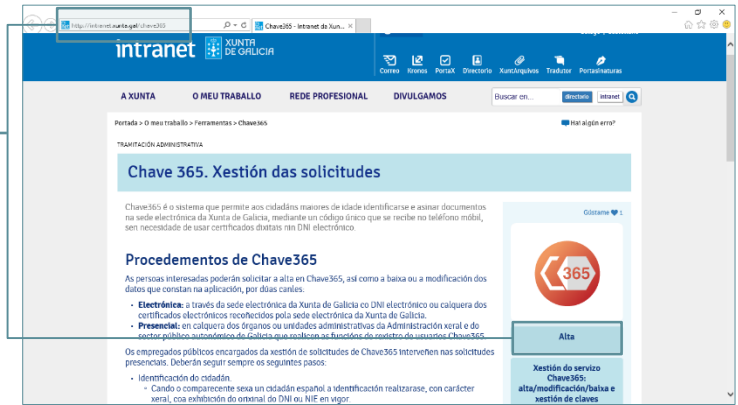 http://intranet.xunta.gal/chave365
Chave365 - Intranet da Xun...
intranet
XUNTA
DE GALICIA
Correo Kronos PortaX Directorio XuntArquivos Tradutor Portasinaturas
A XUNTA O MEU TRABALLO REDE PROFESIONAL DIVULGAMOS Buscar en... directorio intranet
Portada > O meu traballo > Ferramentas > Chave365 Hai algún erro?
TRAMITACIÓN ADMINISTRATIVA
Chave 365. Xestión das solicitudes
Chave365 é o sistema que permite aos cidadáns maiores de idade identificarse e asinar documentos
na sede electrónica da Xunta de Galicia, mediante un código único que se recibe no teléfono móbil,
sen necesidade de usar certificados dixitais nin DNI electrónico.
Gústame 1
Procedementos de Chave365
As persoas interesadas poderán solicitar a alta en Chave365, así como a baixa ou a modificación dos
datos que constan na aplicación, por dúas canles.
• Electrónica: a través da sede electrónica da Xunta de Galicia co DNI electrónico ou calquera dos
certificados electrónicos recoñecidos pola sede electrónica da Xunta de Galicia.
• Presencial: en calquera dos órganos ou unidades administrativas da Administración xeral e do
sector público autonómico de Galicia que realicen as funcións de rexistro de usuarios Chave365.
Os empregados públicos encargados da xestión de solicitudes de Chave365 interveñen nas solicitudes
presenciais. Deberán seguir sempre os seguintes pasos:
• Identificación do cidadán.
- Cando o comparecente sexa un cidadán español a identificación realizarase, con carácter
xeral, coa exhibición do orixinal do DNI ou NIE en vigor.
365
Alta
Xestión do servizo
Chave365:
alta/modificación/baixa e
xestión de claves